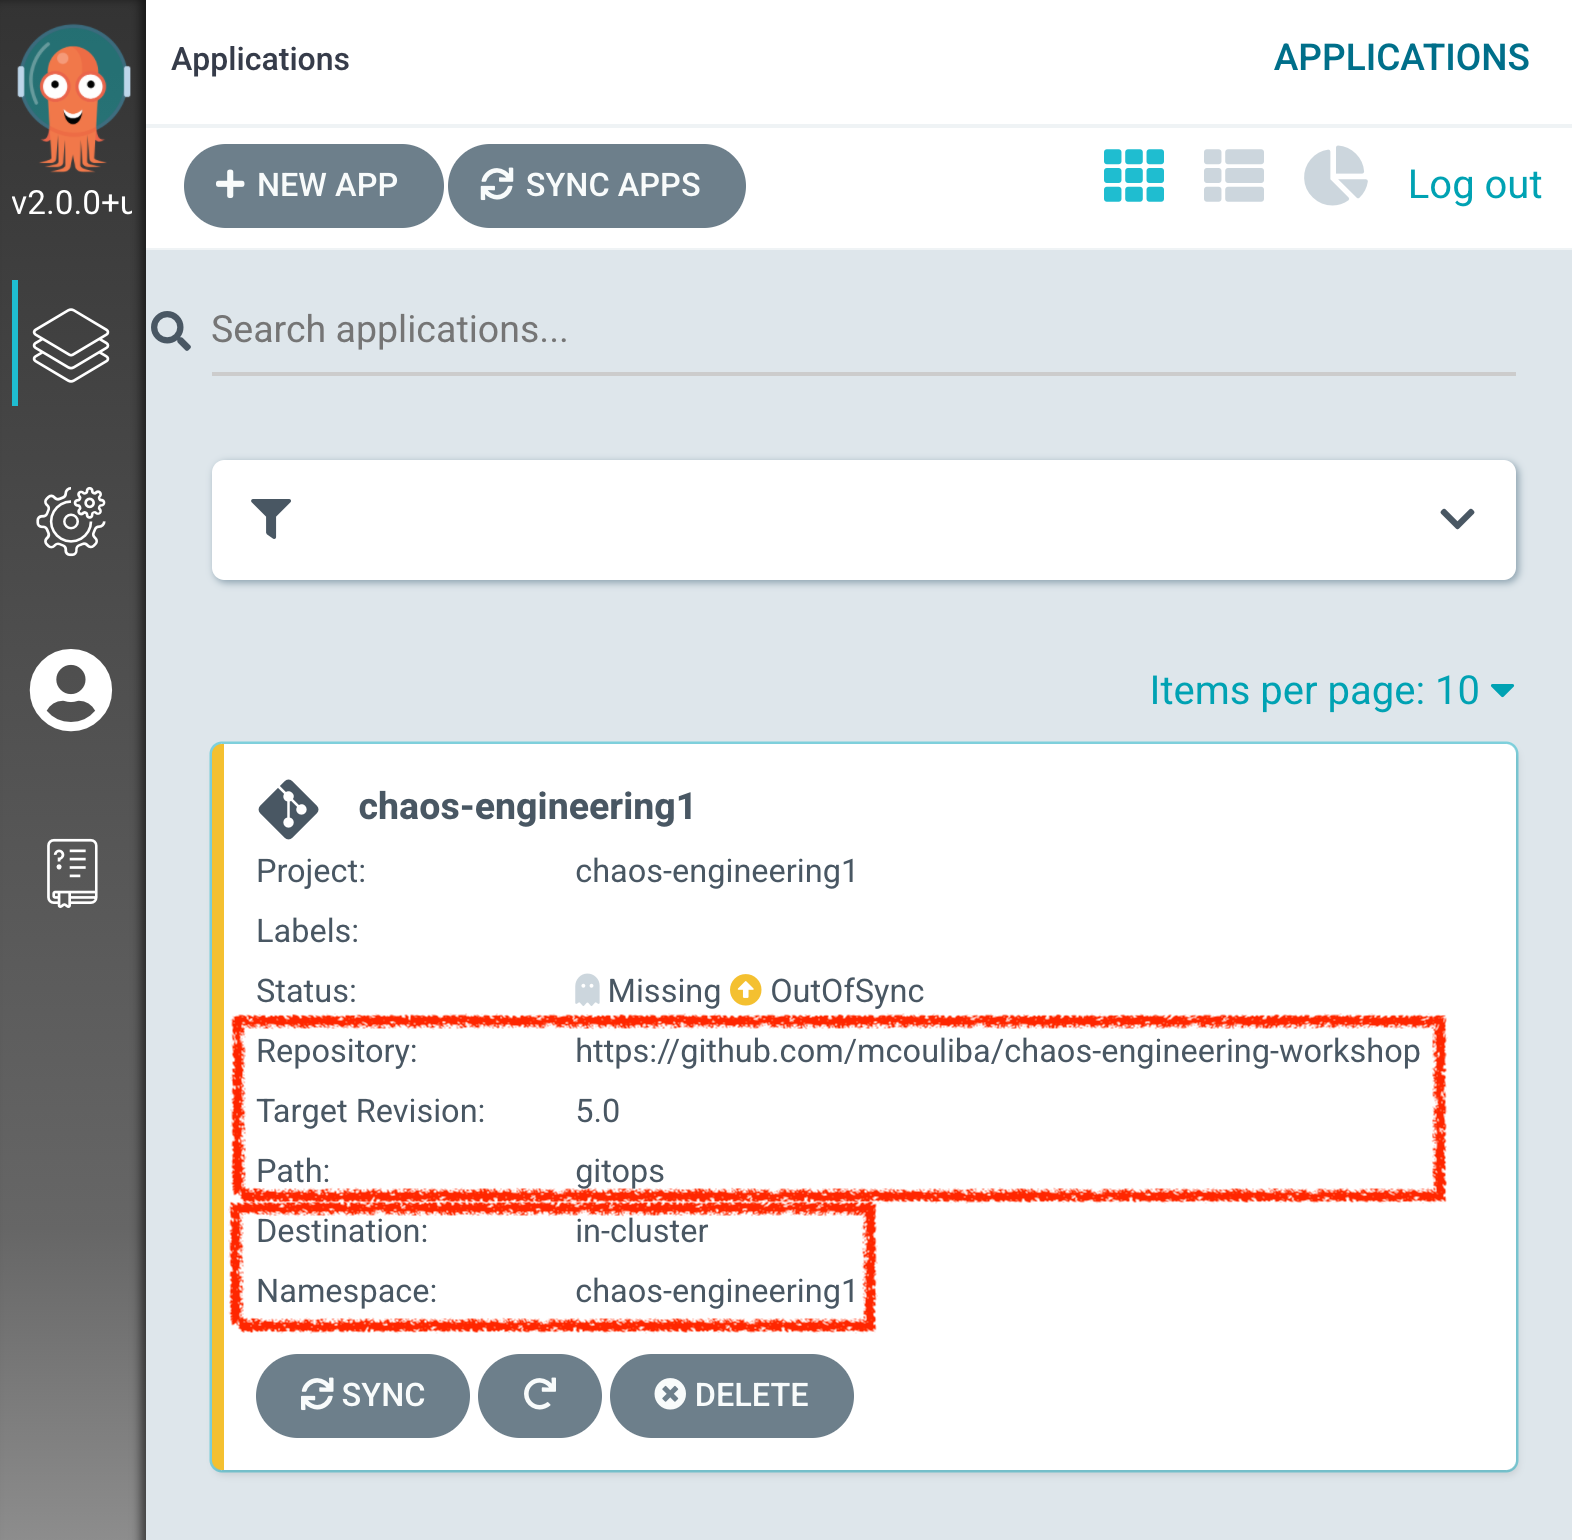 Applications
APPLICATIONS
v2.0.0+u
NEW APP
SYNC APPS
Log out
Search applications...
Items per page: 10
chaos-engineering1
Project: chaos-engineering1
Labels:
Status: Missing OutOfSync
Repository: https://github.com/mcouliba/chaos-engineering-workshop
Target Revision: 5.0
Path: gitops
Destination: in-cluster
Namespace: chaos-engineering1
SYNC
DELETE